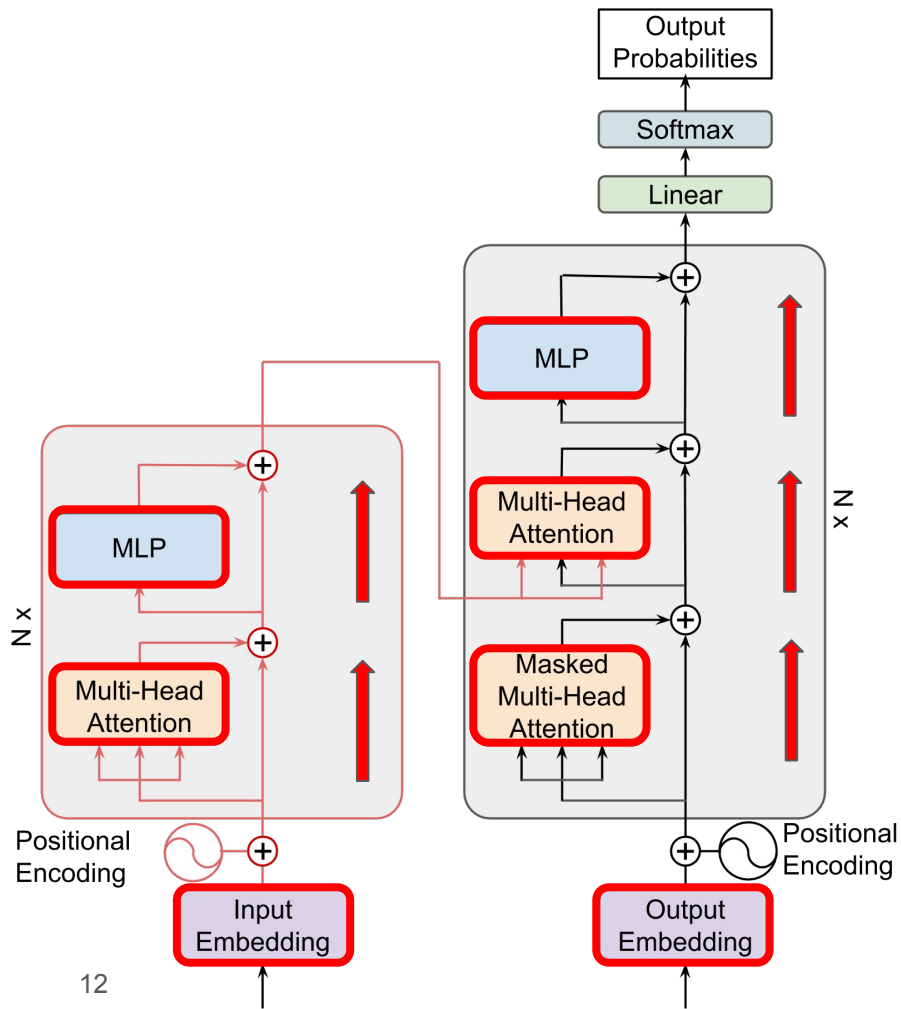 Output
Probabilities
Softmax
Linear
MLP
Multi-Head
Attention
N x
Masked
Multi-Head
Attention
Positional
Encoding
Output
Embedding
MLP
N x
Multi-Head
Attention
Positional
Encoding
Input
Embedding
12